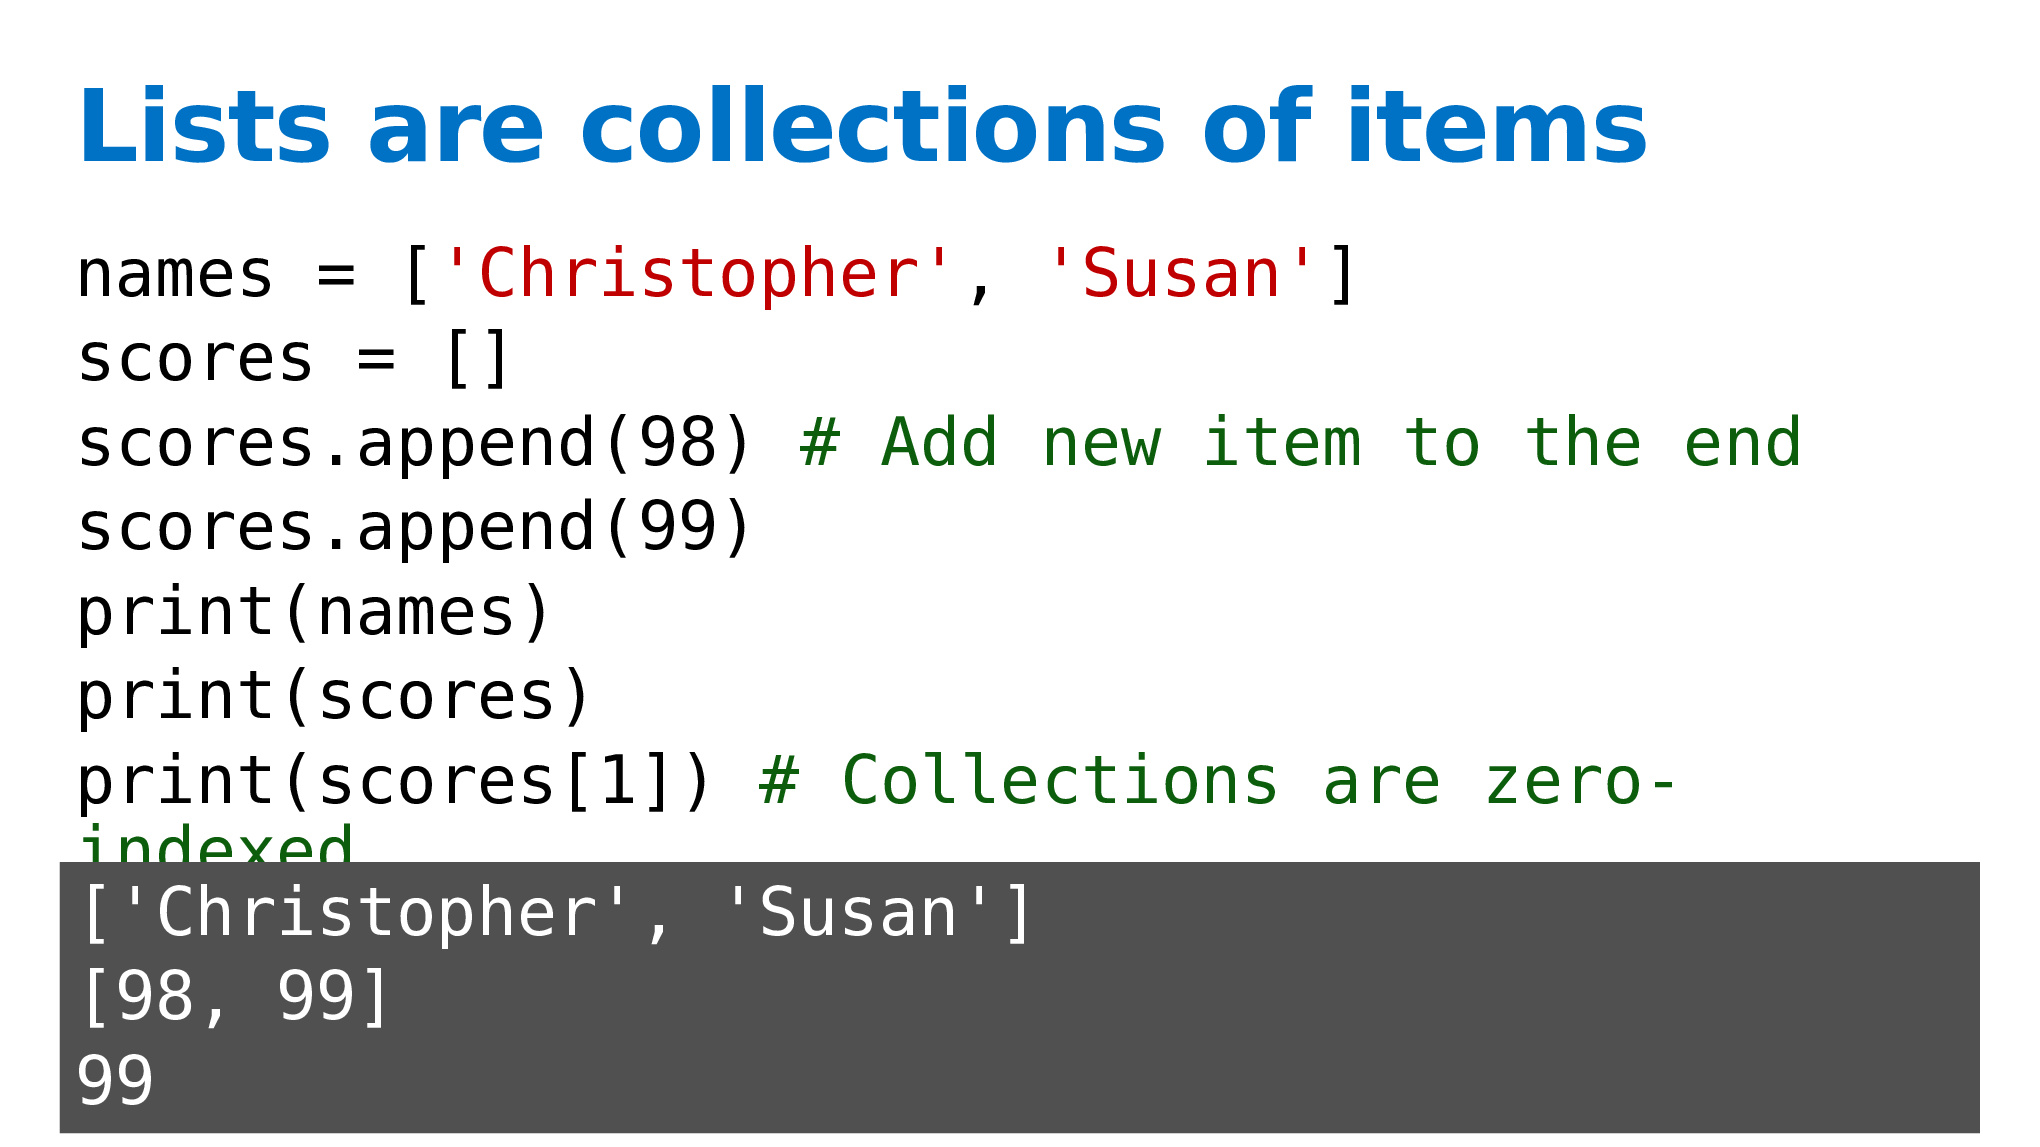 Lists are collections of items
names = ['Christopher', 'Susan']
scores = []
scores.append(98) # Add new item to the end
scores.append(99)
print(names)
print(scores)
print(scores[1]) # Collections are zero-
indexed
['Christopher', 'Susan']
[98, 99]
99